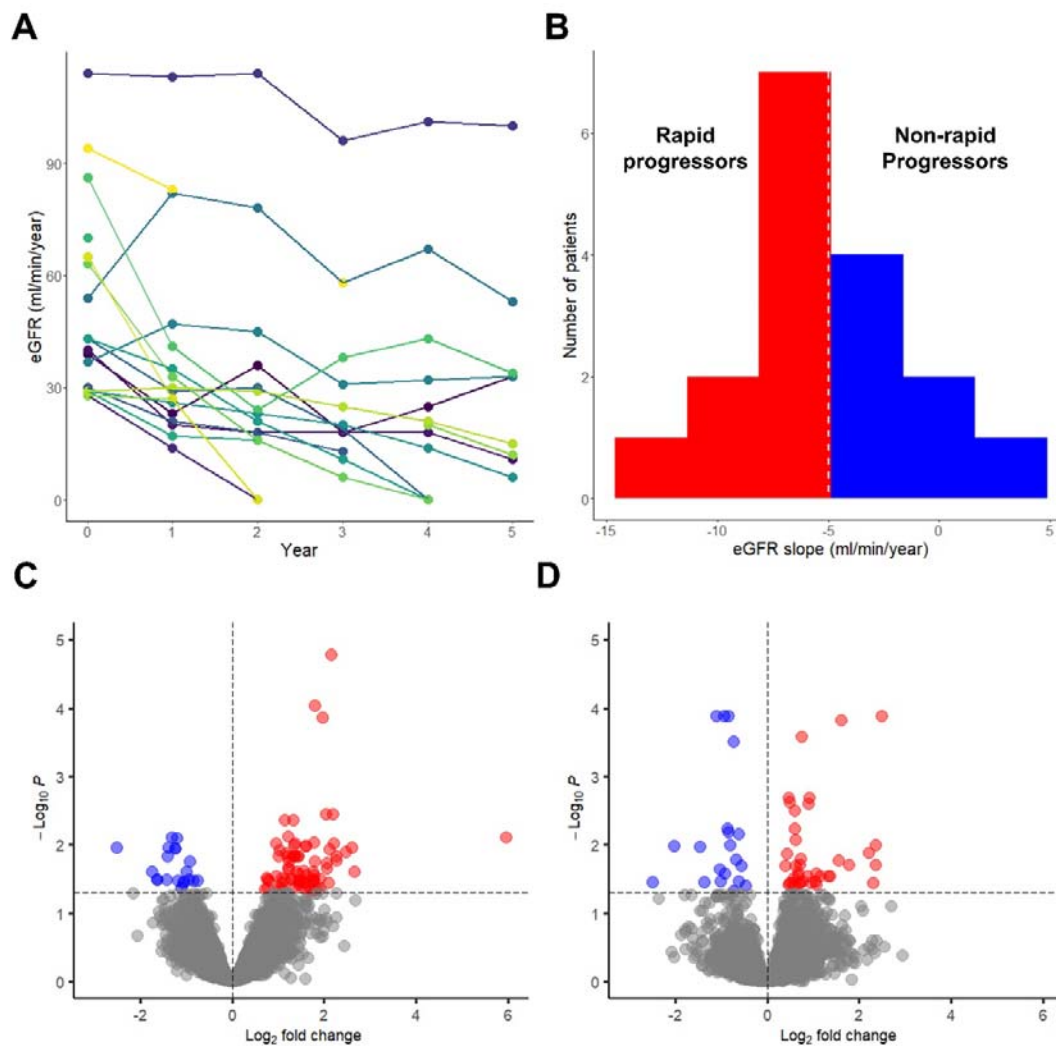 A
eGFR (ml/min/year)
90
60
30
0
0 1 2 3 4 5
Year
B
Rapid
progressors
Non-rapid
Progressors
Number of patients
6
4
2
0
-15 -10 -5 0 5
eGFR slope (ml/min/year)
C
– Log10 P
5
4
3
2
1
0
-2 0 2 4 6
Log2 fold change
D
– Log10 P
5
4
3
2
1
0
-2 0 2 4 6
Log2 fold change